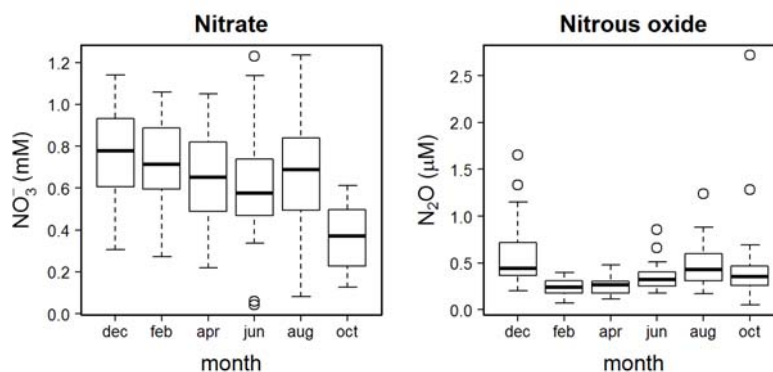 Nitrate
NO₃⁻ (mM)
1.2
1.0
0.8
0.6
0.4
0.2
0.0
dec feb apr jun aug oct
month
Nitrous oxide
N₂O (μM)
2.5
2.0
1.5
1.0
0.5
0.0
dec feb apr jun aug oct
month